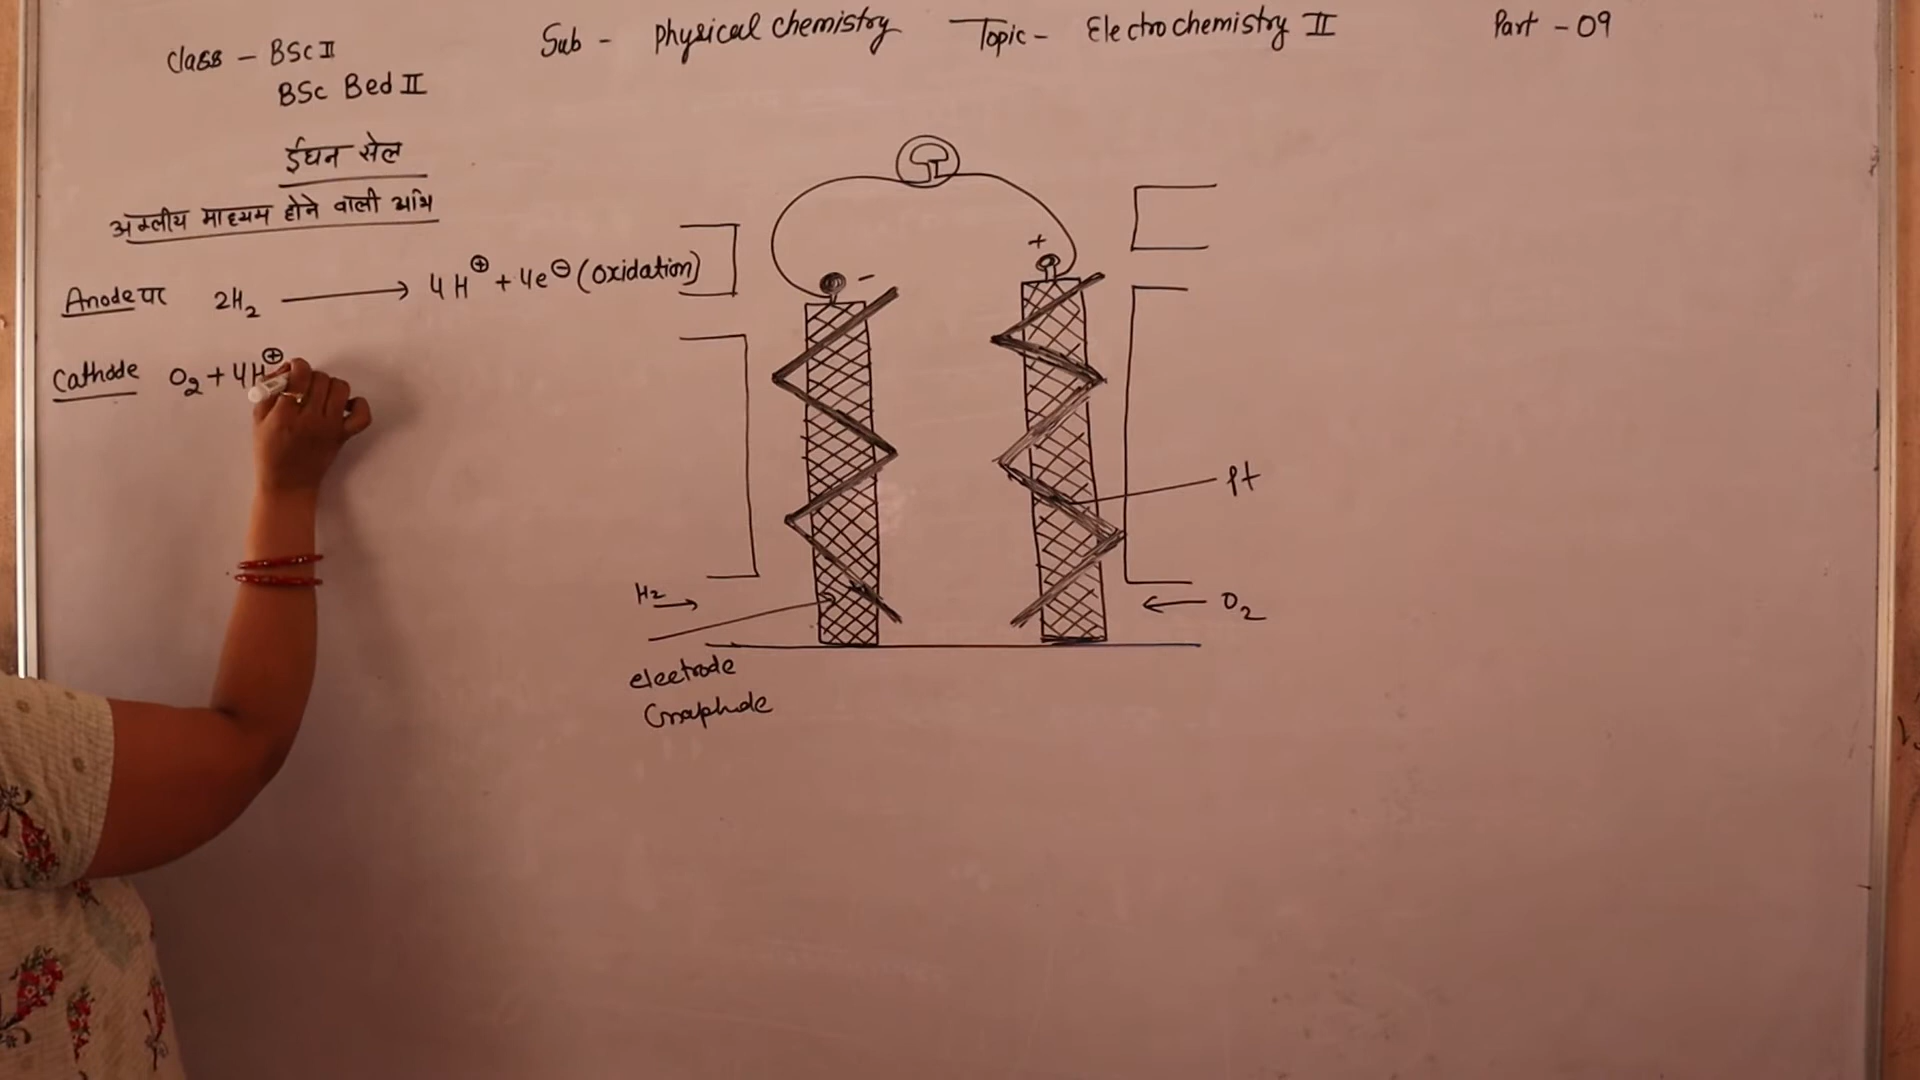 Class - BSc II
BSc Bed II
Sub - Physical chemistry
Topic - Electrochemistry II
Part - 09
ईंधन सेल
अम्लीय माध्यम होने वाली अभि
Anode पर 2H₂ ⟶ 4H⊕ + 4e⊖ (Oxidation)
Cathode O₂ + 4H⊕
-
+
Pt
H₂ →
← O₂
electrode